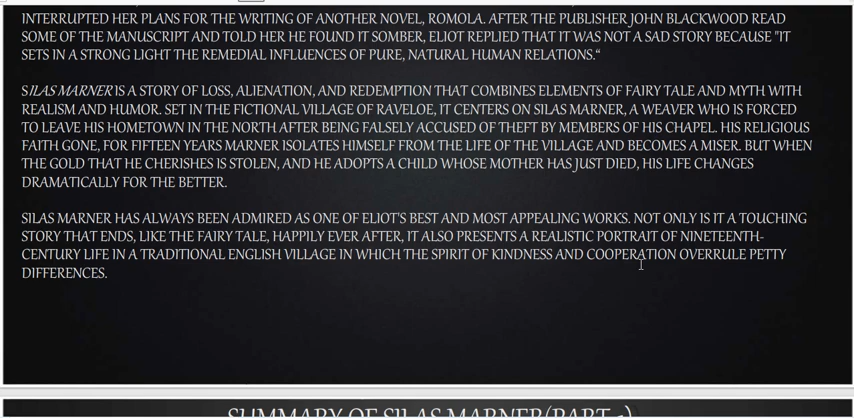 INTERRUPTED HER PLANS FOR THE WRITING OF ANOTHER NOVEL, ROMOLA. AFTER THE PUBLISHER JOHN BLACKWOOD READ
SOME OF THE MANUSCRIPT AND TOLD HER HE FOUND IT SOMBER, ELIOT REPLIED THAT IT WAS NOT A SAD STORY BECAUSE "IT
SETS IN A STRONG LIGHT THE REMEDIAL INFLUENCES OF PURE, NATURAL HUMAN RELATIONS.“
SILAS MARNER IS A STORY OF LOSS, ALIENATION, AND REDEMPTION THAT COMBINES ELEMENTS OF FAIRY TALE AND MYTH WITH
REALISM AND HUMOR. SET IN THE FICTIONAL VILLAGE OF RAVELOE, IT CENTERS ON SILAS MARNER, A WEAVER WHO IS FORCED
TO LEAVE HIS HOMETOWN IN THE NORTH AFTER BEING FALSELY ACCUSED OF THEFT BY MEMBERS OF HIS CHAPEL. HIS RELIGIOUS
FAITH GONE, FOR FIFTEEN YEARS MARNER ISOLATES HIMSELF FROM THE LIFE OF THE VILLAGE AND BECOMES A MISER. BUT WHEN
THE GOLD THAT HE CHERISHES IS STOLEN, AND HE ADOPTS A CHILD WHOSE MOTHER HAS JUST DIED, HIS LIFE CHANGES
DRAMATICALLY FOR THE BETTER.
SILAS MARNER HAS ALWAYS BEEN ADMIRED AS ONE OF ELIOT'S BEST AND MOST APPEALING WORKS. NOT ONLY IS IT A TOUCHING
STORY THAT ENDS, LIKE THE FAIRY TALE, HAPPILY EVER AFTER, IT ALSO PRESENTS A REALISTIC PORTRAIT OF NINETEENTH-
CENTURY LIFE IN A TRADITIONAL ENGLISH VILLAGE IN WHICH THE SPIRIT OF KINDNESS AND COOPERATION OVERRULE PETTY
DIFFERENCES.
SUMMARY OF SILAS MARNER(PART 1)